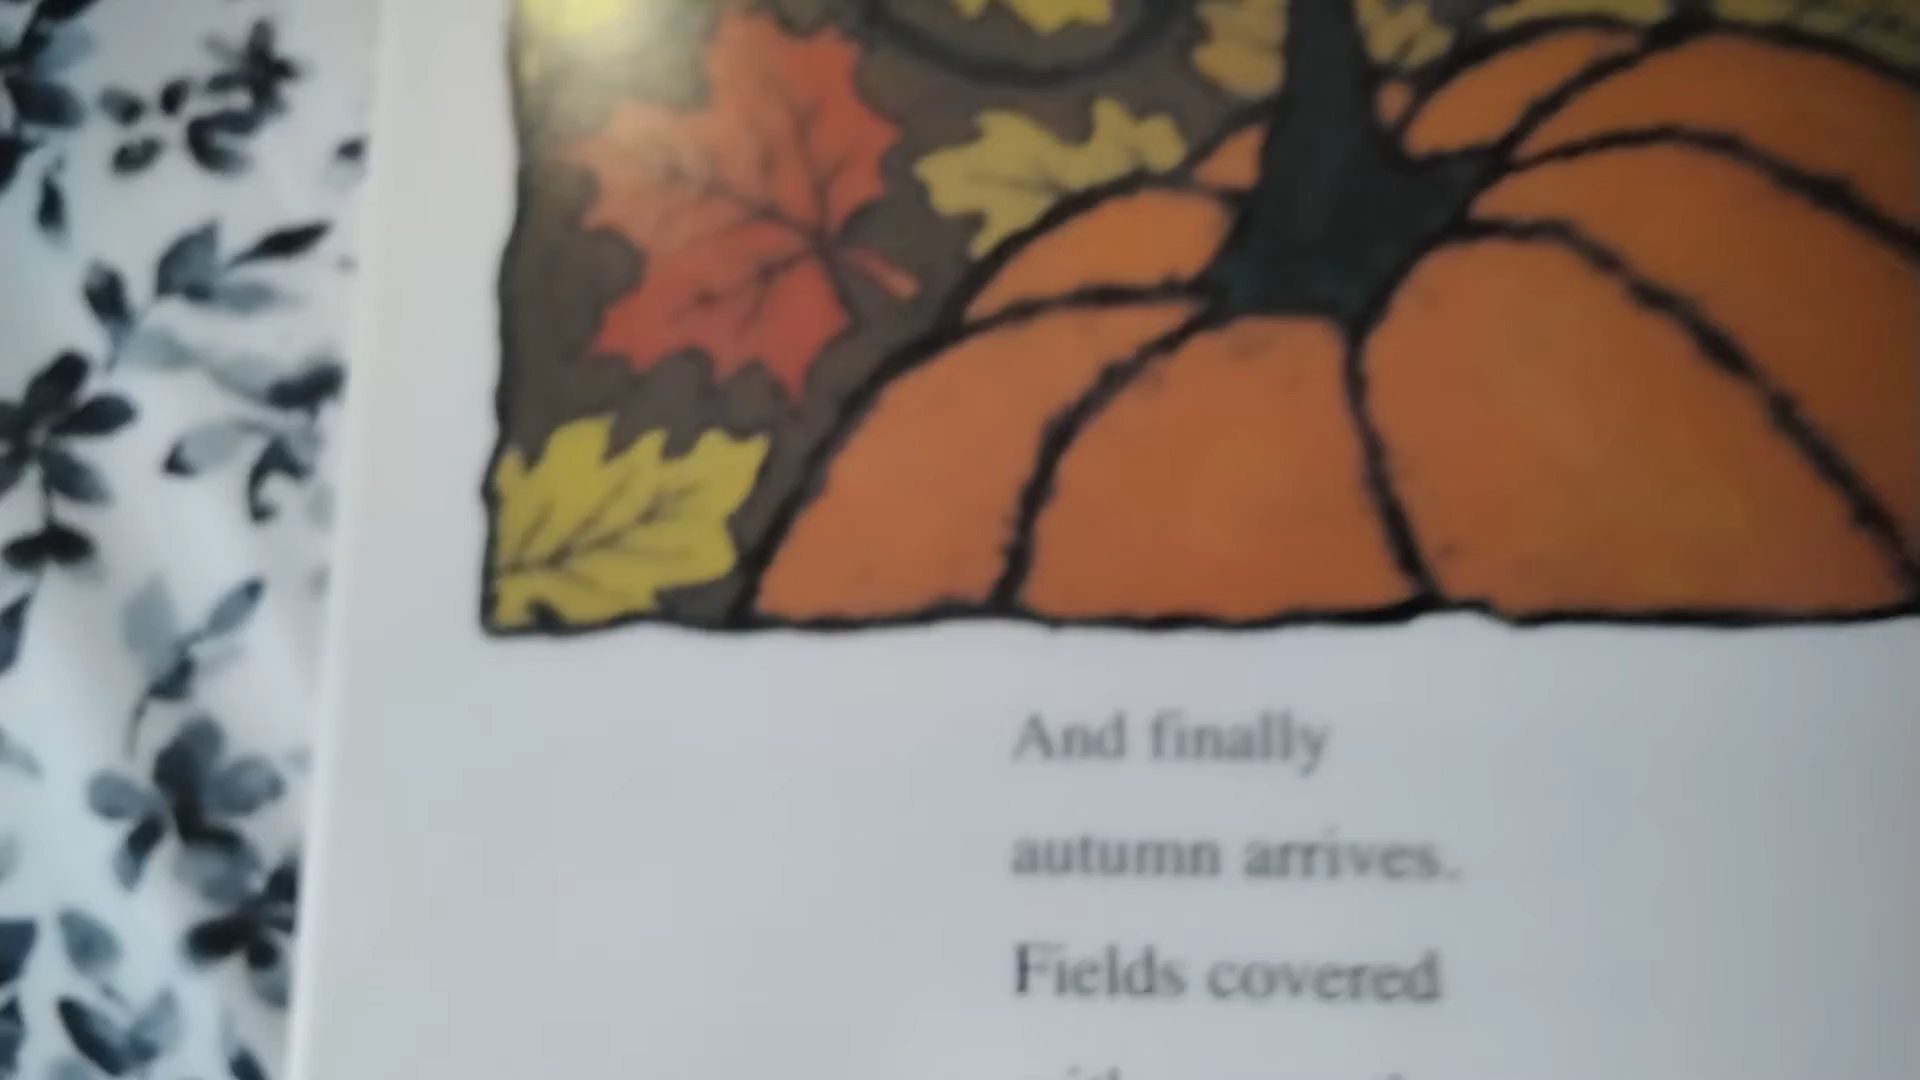 And finally
autumn arrives.
Fields covered